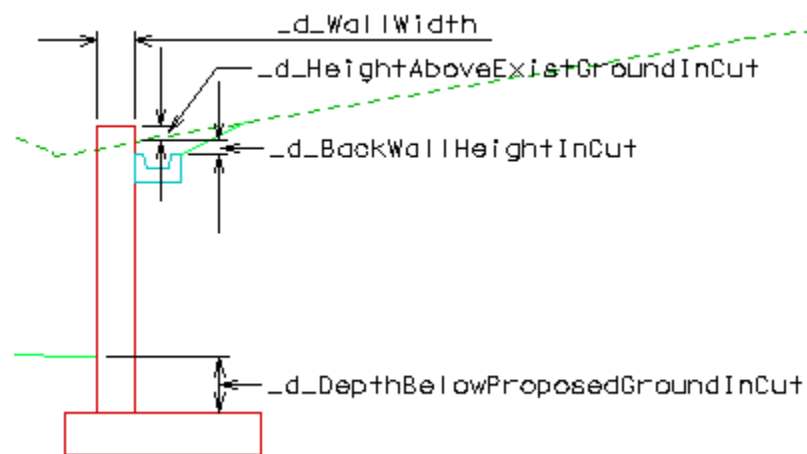 _d_WallWidth
_d_HeightAboveExistGroundInCut
_d_BackWallHeightInCut
_d_DepthBelowProposedGroundInCut